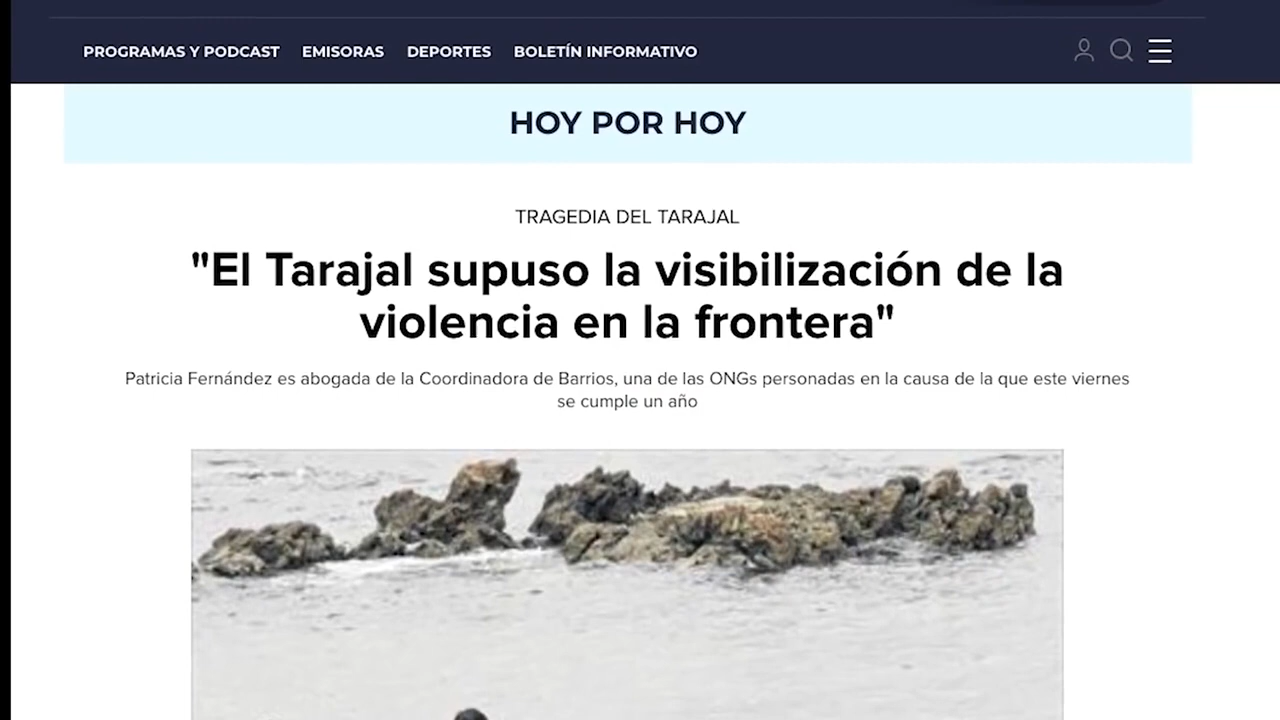 PROGRAMAS Y PODCAST EMISORAS DEPORTES BOLETÍN INFORMATIVO
HOY POR HOY
TRAGEDIA DEL TARAJAL
"El Tarajal supuso la visibilización de la
violencia en la frontera"
Patricia Fernández es abogada de la Coordinadora de Barrios, una de las ONGs personadas en la causa de la que este viernes
se cumple un año